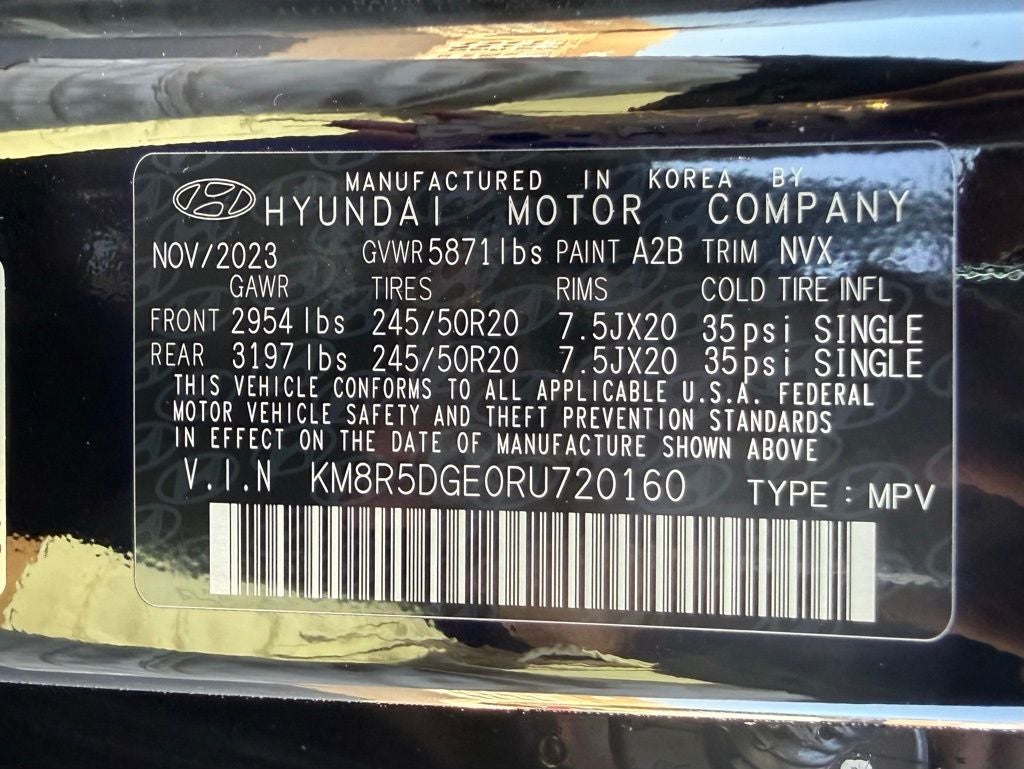 MANUFACTURED IN KOREA BY
HYUNDAI MOTOR COMPANY
NOV/2023 GVWR 5871lbs PAINT A2B TRIM NVX
GAWR TIRES RIMS COLD TIRE INFL
FRONT 2954 lbs 245/50R20 7.5JX20 35psi SINGLE
REAR 3197 lbs 245/50R20 7.5JX20 35psi SINGLE
THIS VEHICLE CONFORMS TO ALL APPLICABLE U.S.A. FEDERAL
MOTOR VEHICLE SAFETY AND THEFT PREVENTION STANDARDS
IN EFFECT ON THE DATE OF MANUFACTURE SHOWN ABOVE
V.I.N KM8R5DGE0RU720160 TYPE : MPV